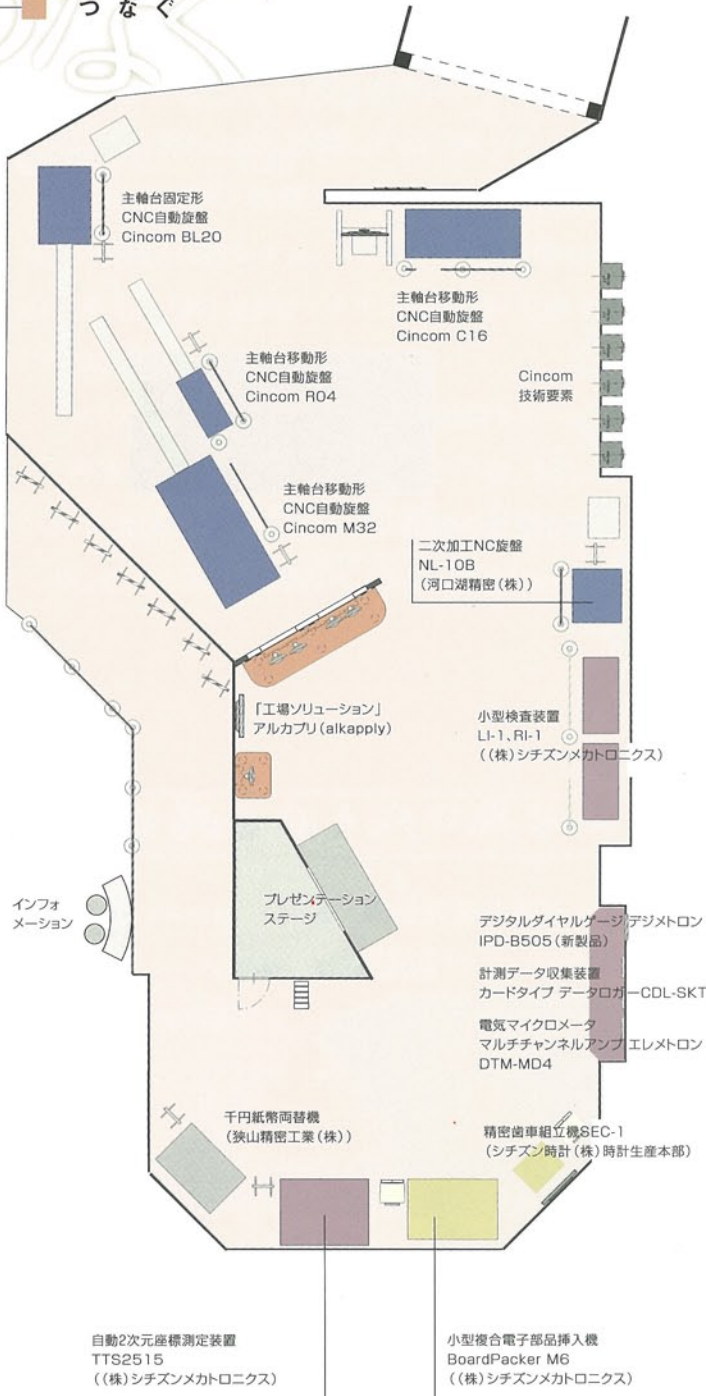 つなぐ
主軸台固定形
CNC自動旋盤
Cincom BL20
主軸台移動形
CNC自動旋盤
Cincom C16
主軸台移動形
CNC自動旋盤
Cincom R04
Cincom
技術要素
主軸台移動形
CNC自動旋盤
Cincom M32
二次加工NC旋盤
NL-10B
(河口湖精密(株))
「工場ソリューション」
アルカプリ(alkapply)
小型検査装置
LI-1、RI-1
((株)シチズンメカトロニクス)
プレゼンテーション
ステージ
インフォ
メーション
デジタルダイヤルゲージ デジメトロン
IPD-B505(新製品)
計測データ収集装置
カードタイプ データロガーCDL-SKT
電気マイクロメータ
マルチチャンネルアンプ エレメトロン
DTM-MD4
千円紙幣両替機
(狭山精密工業(株))
精密歯車組立機SEC-1
(シチズン時計(株)時計生産本部)
自動2次元座標測定装置
TTS2515
((株)シチズンメカトロニクス)
小型複合電子部品挿入機
BoardPacker M6
((株)シチズンメカトロニクス)